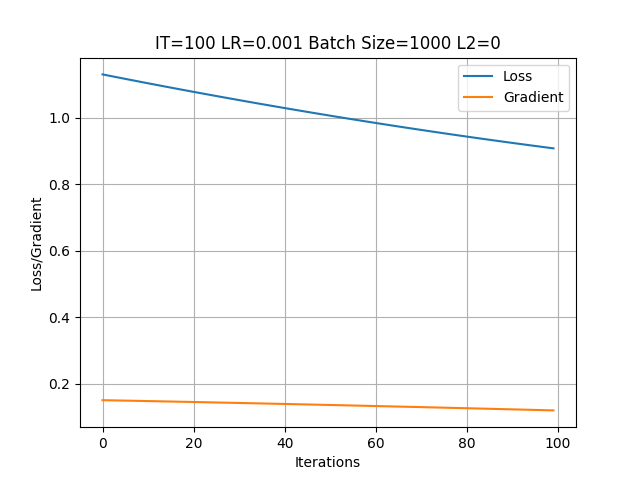 IT=100 LR=0.001 Batch Size=1000 L2=0
Loss
Gradient
Loss/Gradient
1.0
0.8
0.6
0.4
0.2
0 20 40 60 80 100
Iterations